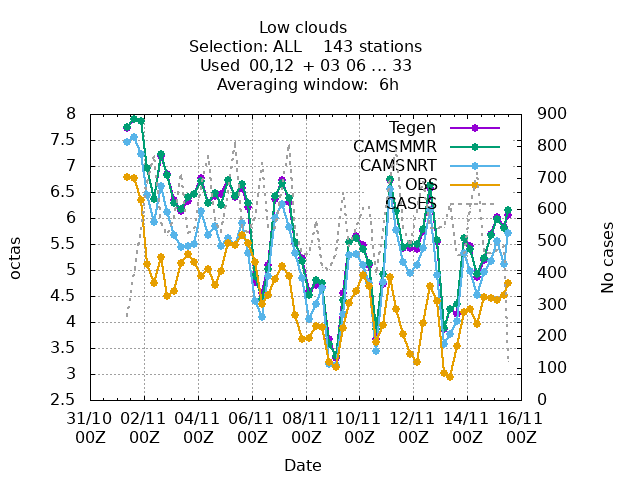 Low clouds
Selection: ALL 143 stations
Used 00,12 + 03 06 ... 33
Averaging window: 6h
8
7.5
7
6.5
6
5.5
5
4.5
4
3.5
3
2.5
octas
900
800
700
600
500
400
300
200
100
0
No cases
Tegen
CAMSMMR
CAMSNRT
OBS
CASES
31/10 02/11 04/11 06/11 08/11 10/11 12/11 14/11 16/11
00Z 00Z 00Z 00Z 00Z 00Z 00Z 00Z 00Z
Date